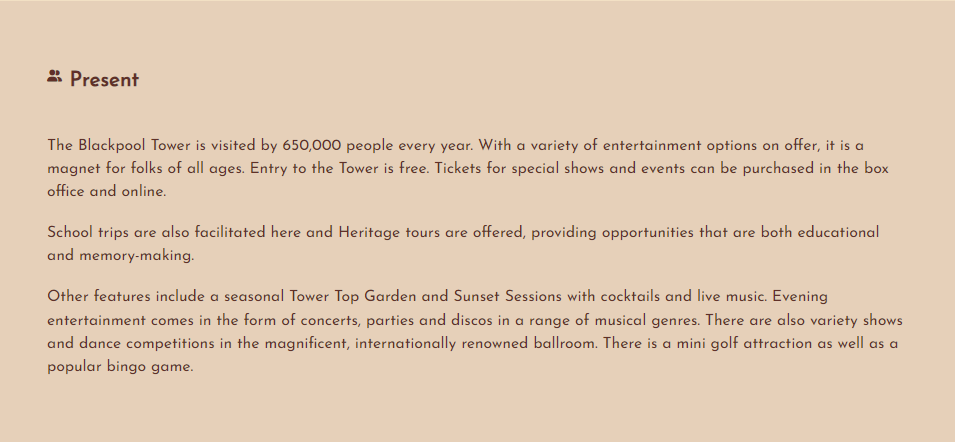 Present
The Blackpool Tower is visited by 650,000 people every year. With a variety of entertainment options on offer, it is a
magnet for folks of all ages. Entry to the Tower is free. Tickets for special shows and events can be purchased in the box
office and online.
School trips are also facilitated here and Heritage tours are offered, providing opportunities that are both educational
and memory-making.
Other features include a seasonal Tower Top Garden and Sunset Sessions with cocktails and live music. Evening
entertainment comes in the form of concerts, parties and discos in a range of musical genres. There are also variety shows
and dance competitions in the magnificent, internationally renowned ballroom. There is a mini golf attraction as well as a
popular bingo game.